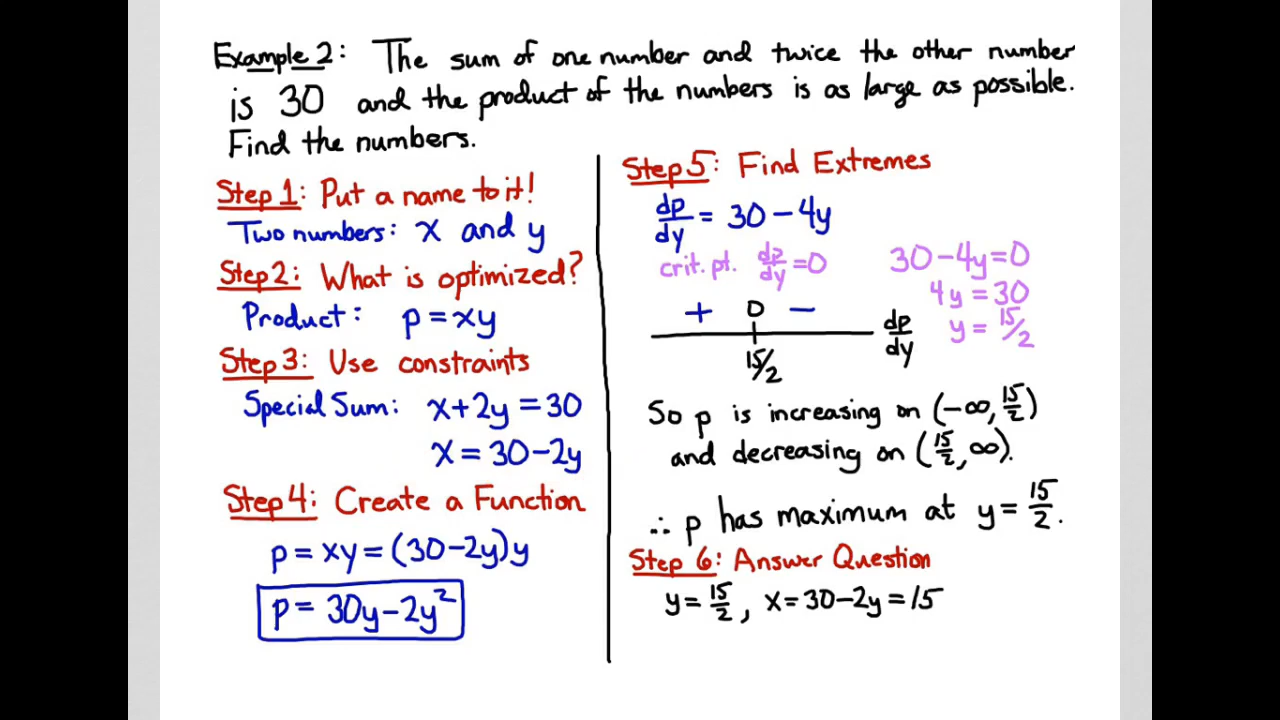 Example 2: The sum of one number and twice the other number
is 30 and the product of the numbers is as large as possible.
Find the numbers.
Step 1: Put a name to it!
Two numbers: x and y
Step 2: What is optimized?
Product: p = xy
Step 3: Use constraints
Special Sum: x + 2y = 30
x = 30 − 2y
Step 4: Create a Function
p = xy = (30 − 2y)y
p = 30y − 2y²
Step 5: Find Extremes
dp/dy = 30 − 4y
crit. pt. dp/dy = 0
30 − 4y = 0
4y = 30
y = 15/2
+ 0 −
15/2
dp/dy
So p is increasing on (−∞, 15/2)
and decreasing on (15/2, ∞).
∴ p has maximum at y = 15/2.
Step 6: Answer Question
y = 15/2, x = 30 − 2y = 15